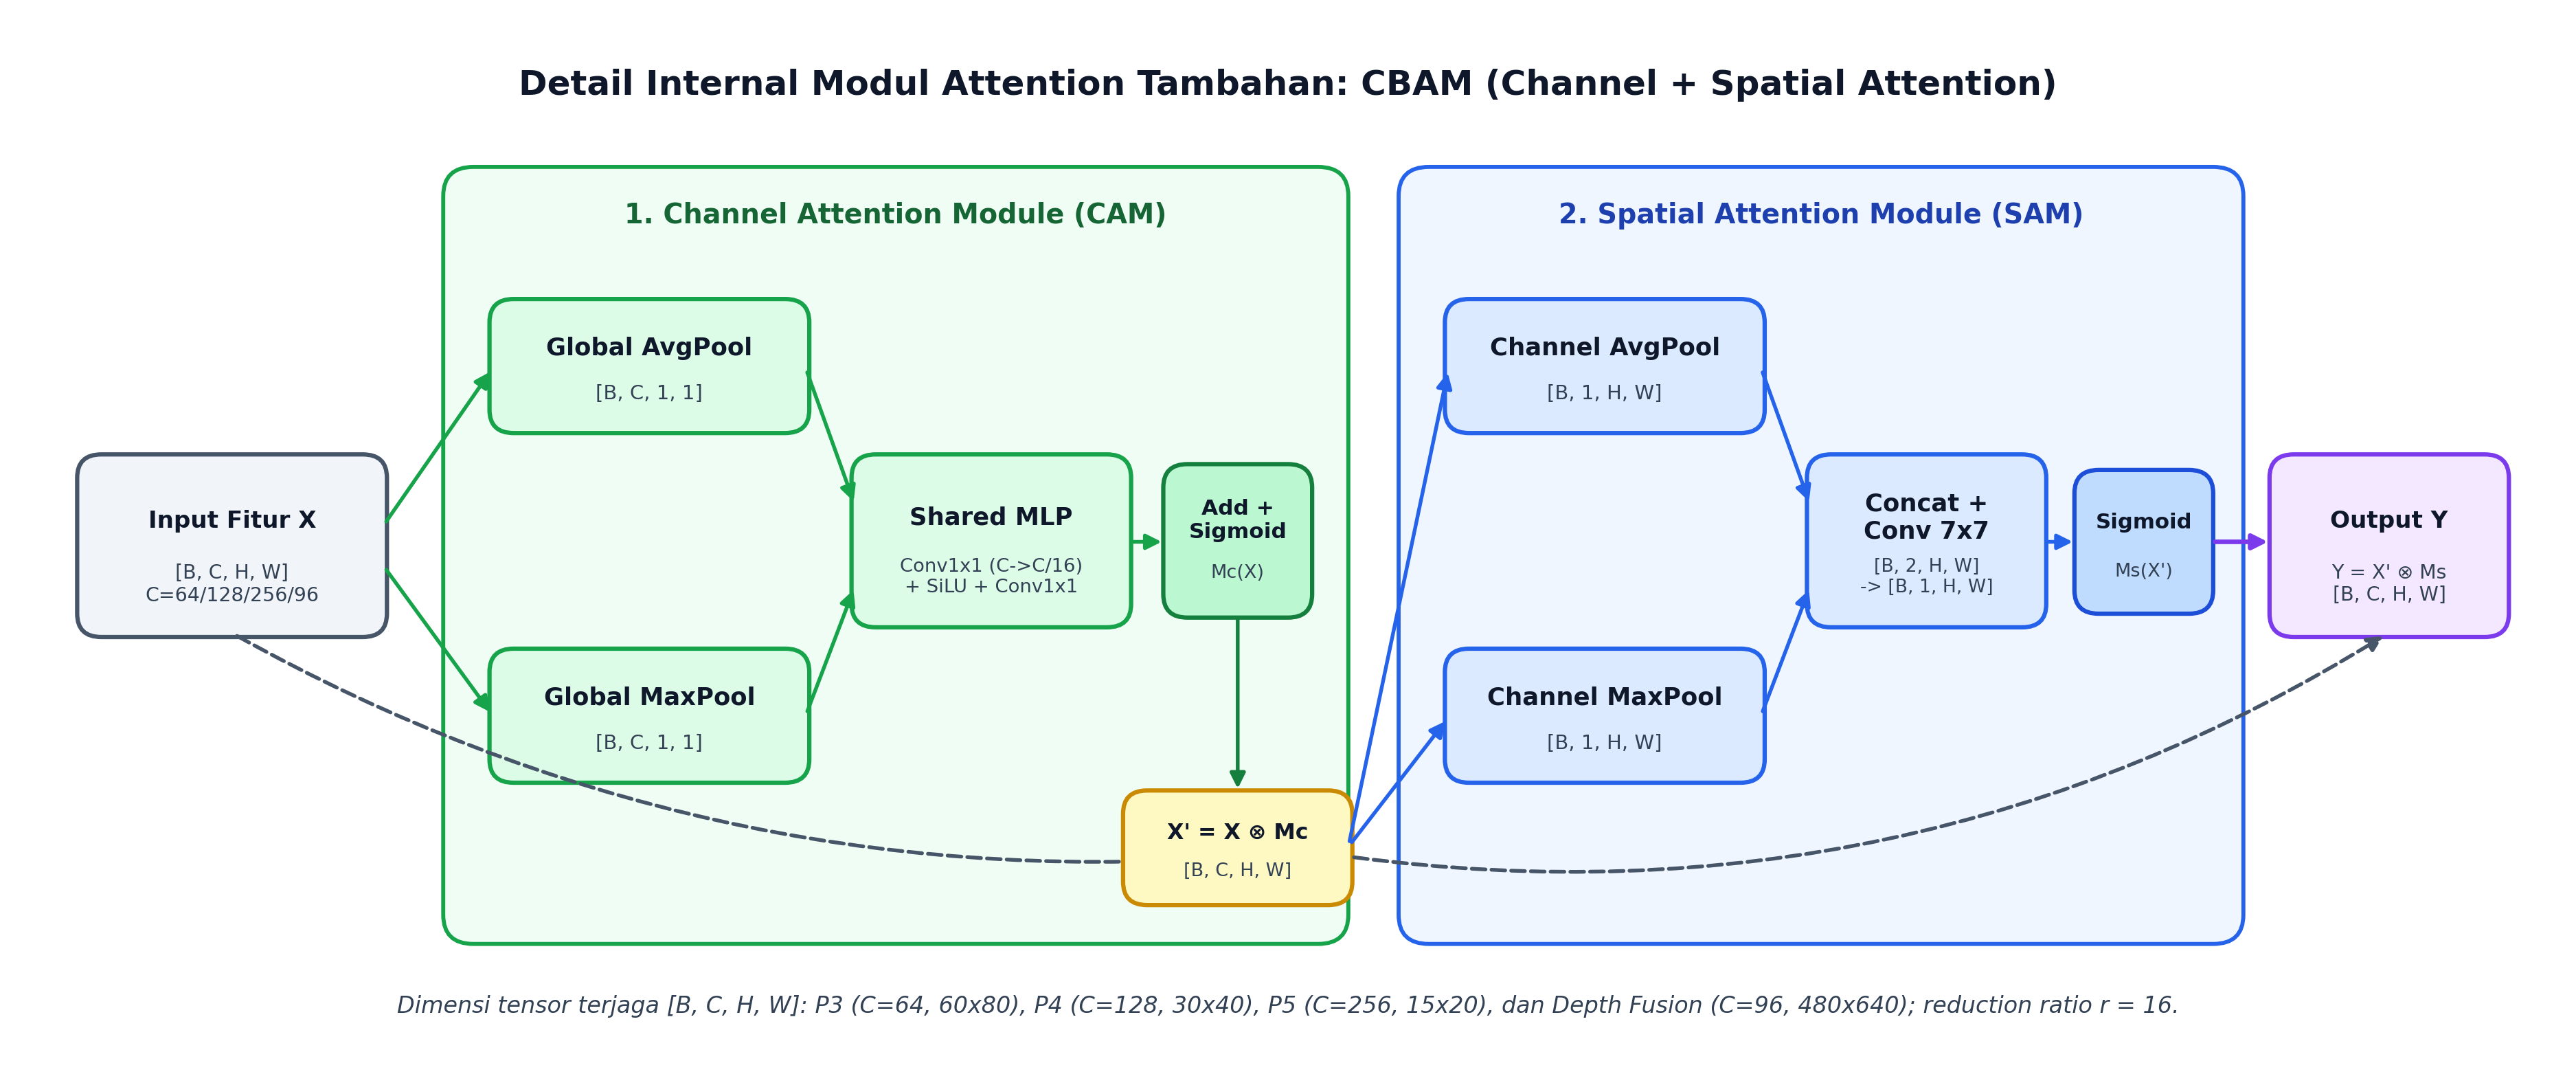 Detail Internal Modul Attention Tambahan: CBAM (Channel + Spatial Attention)
1. Channel Attention Module (CAM)
2. Spatial Attention Module (SAM)
Input Fitur X
[B, C, H, W]
C=64/128/256/96
Global AvgPool
[B, C, 1, 1]
Global MaxPool
[B, C, 1, 1]
Shared MLP
Conv1x1 (C->C/16)
+ SiLU + Conv1x1
Add +
Sigmoid
Mc(X)
X' = X ⊗ Mc
[B, C, H, W]
Channel AvgPool
[B, 1, H, W]
Channel MaxPool
[B, 1, H, W]
Concat +
Conv 7x7
[B, 2, H, W]
-> [B, 1, H, W]
Sigmoid
Ms(X')
Output Y
Y = X' ⊗ Ms
[B, C, H, W]
Dimensi tensor terjaga [B, C, H, W]: P3 (C=64, 60x80), P4 (C=128, 30x40), P5 (C=256, 15x20), dan Depth Fusion (C=96, 480x640); reduction ratio r = 16.